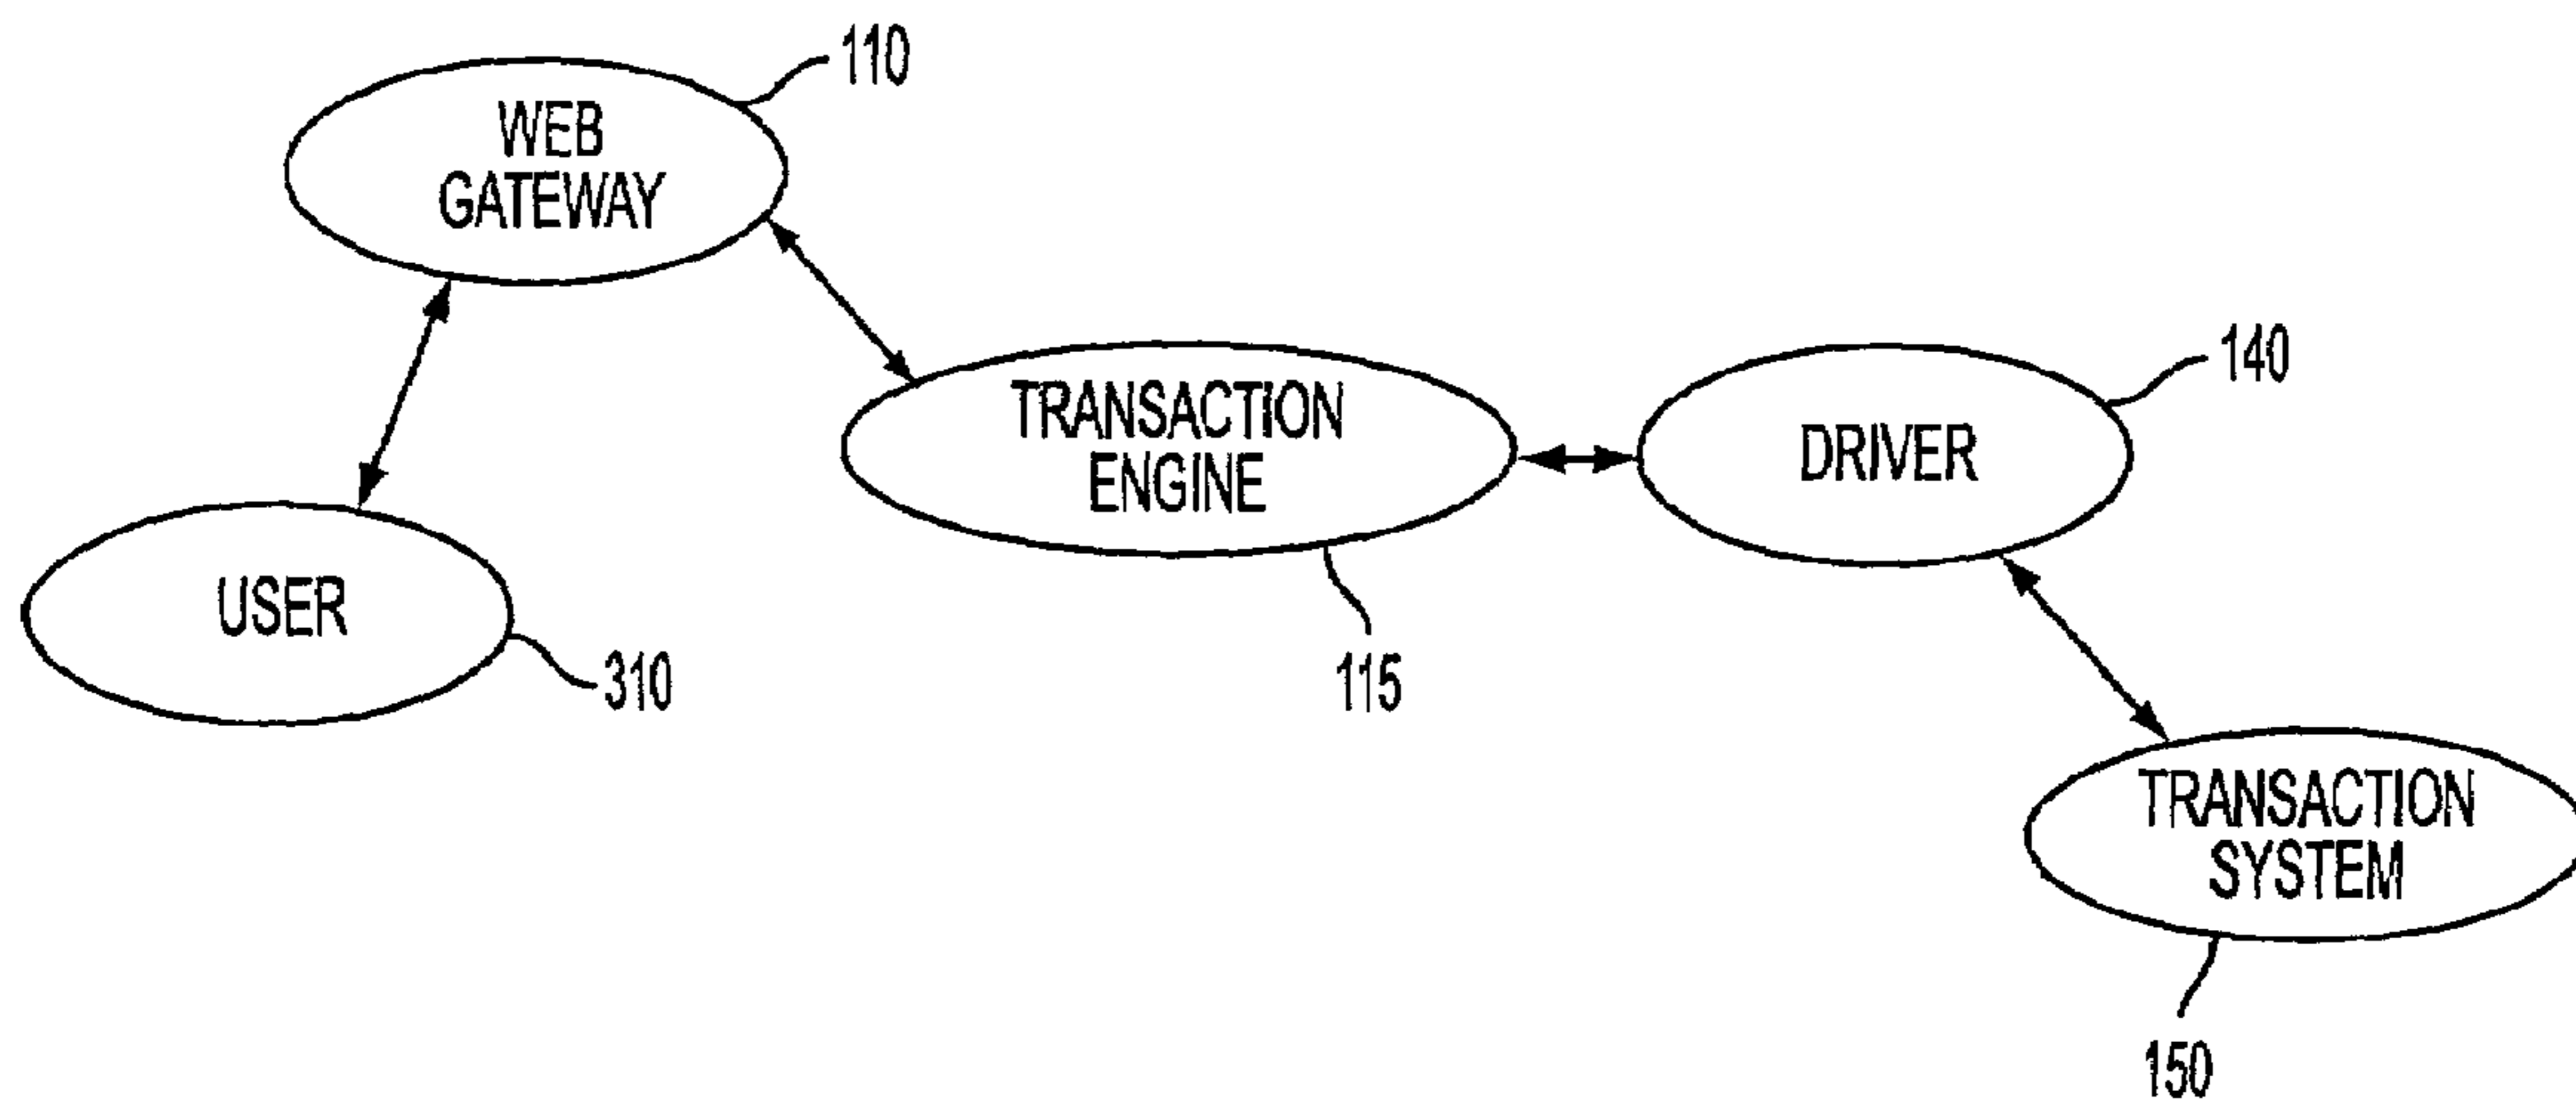 110
WEB
GATEWAY
TRANSACTION
ENGINE
140
DRIVER
USER
310
115
TRANSACTION
SYSTEM
150